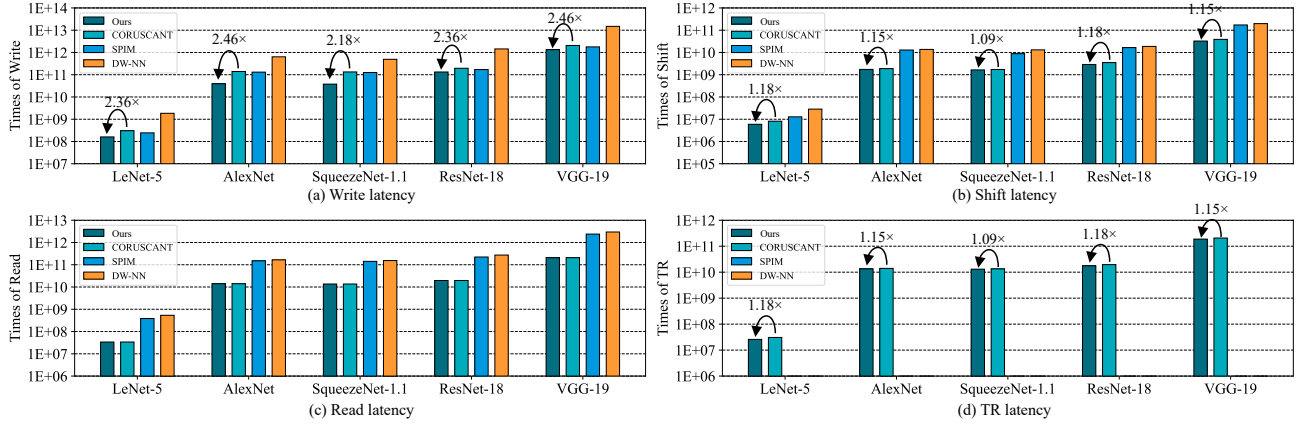 1E+14
1E+13
1E+12
1E+11
1E+10
1E+09
1E+08
1E+07
Times of Write
Ours
CORUSCANT
SPIM
DW-NN
2.36×
2.46×
2.18×
2.36×
2.46×
LeNet-5
AlexNet
SqueezeNet-1.1
ResNet-18
VGG-19
(a) Write latency
1E+12
1E+11
1E+10
1E+09
1E+08
1E+07
1E+06
1E+05
Times of Shift
Ours
CORUSCANT
SPIM
DW-NN
1.18×
1.15×
1.09×
1.18×
1.15×
LeNet-5
AlexNet
SqueezeNet-1.1
ResNet-18
VGG-19
(b) Shift latency
1E+13
1E+12
1E+11
1E+10
1E+09
1E+08
1E+07
1E+06
Times of Read
Ours
CORUSCANT
SPIM
DW-NN
LeNet-5
AlexNet
SqueezeNet-1.1
ResNet-18
VGG-19
(c) Read latency
1E+12
1E+11
1E+10
1E+09
1E+08
1E+07
1E+06
Times of TR
Ours
CORUSCANT
SPIM
DW-NN
1.18×
1.15×
1.09×
1.18×
1.15×
LeNet-5
AlexNet
SqueezeNet-1.1
ResNet-18
VGG-19
(d) TR latency